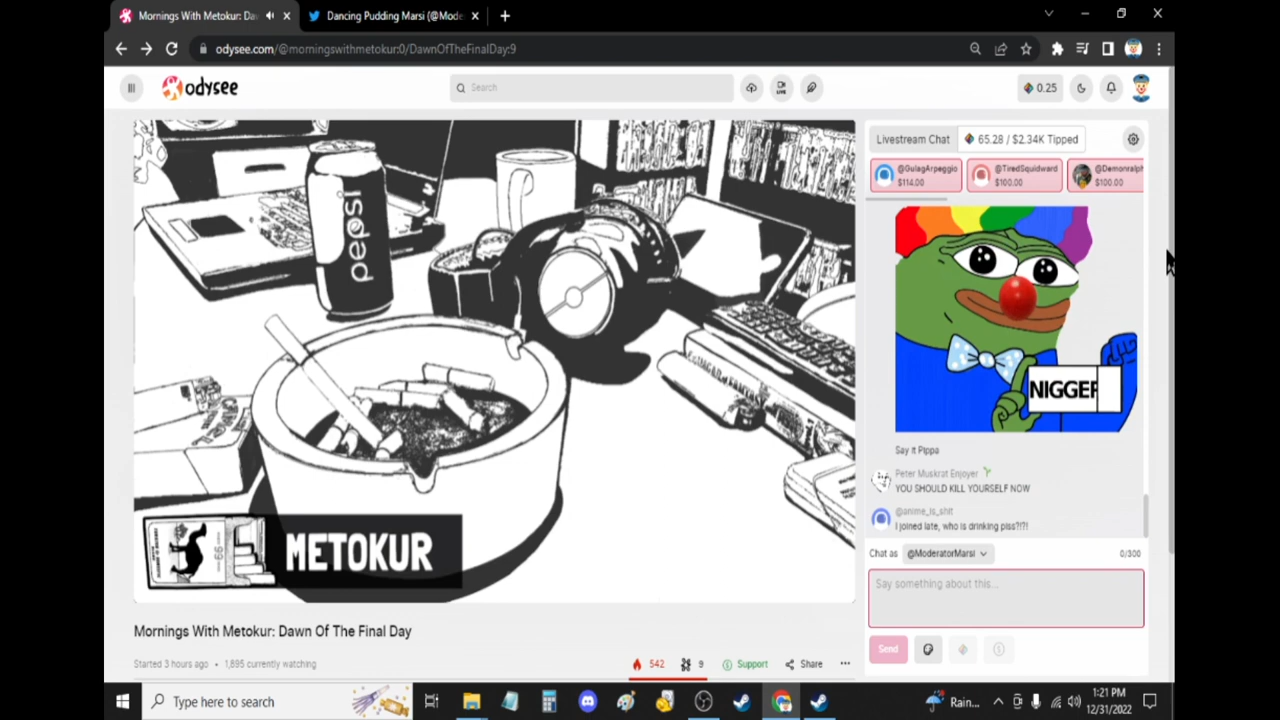 Mornings With Metokur: Da
Dancing Pudding Marsi (@Mode
odysee.com/@morningswithmetokur:0/DawnOfTheFinalDay:9
odysee
Search
LIVE
0.25
Livestream Chat
65.28 / $2.34K Tipped
@GulagArpeggio
$114.00
@TiredSquidward
$100.00
@Demonralph
$100.00
pepsi
NIGGER
Say it Pippa
Peter Muskrat Enjoyer
YOU SHOULD KILL YOURSELF NOW
@anime_is_shit
I joined late, who is drinking piss?!?!
METOKUR
Chat as @ModeratorMarsi 0/300
Say something about this...
Send
Mornings With Metokur: Dawn Of The Final Day
Started 3 hours ago • 1,895 currently watching
542
9
Support
Share
Type here to search
Rain...
1:21 PM
12/31/2022